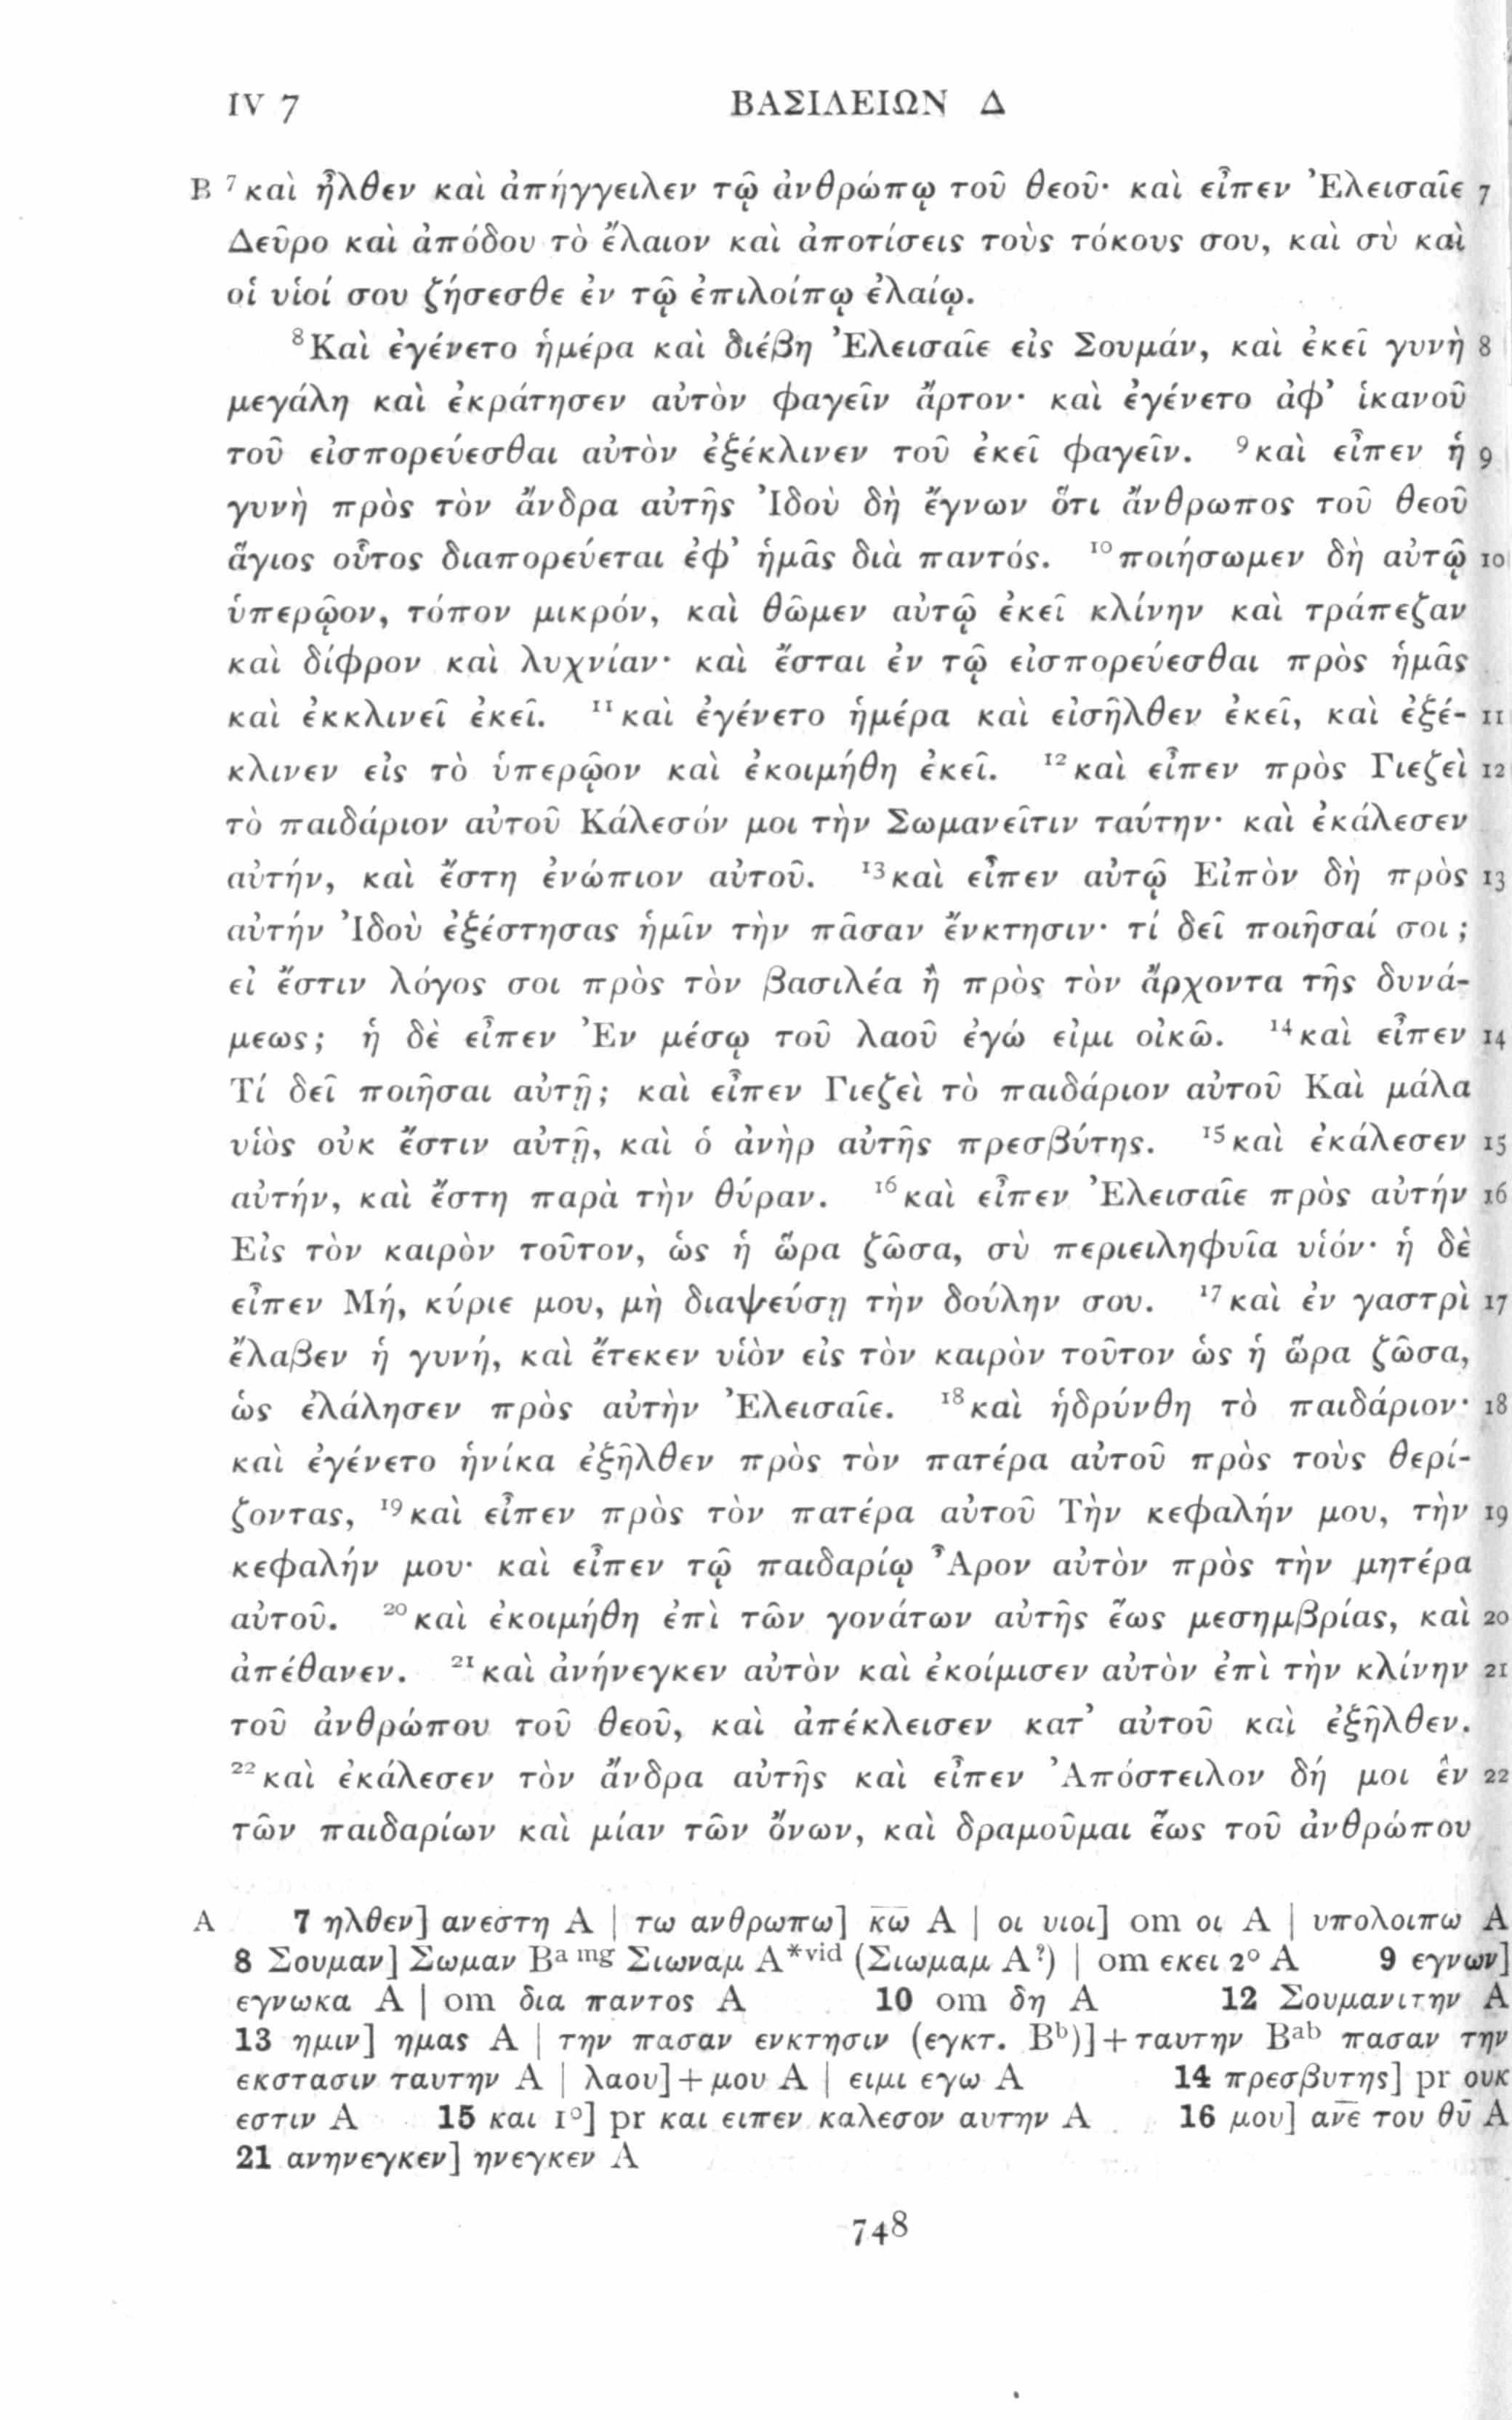 IV 7 ΒΑΣΙΛΕΙΩΝ Δ
B ⁷καὶ ἦλθεν καὶ ἀπήγγειλεν τῷ ἀνθρώπῳ τοῦ θεοῦ· καὶ εἶπεν Ἐλεισαῖε 7
Δεῦρο καὶ ἀπόδου τὸ ἔλαιον καὶ ἀποτίσεις τοὺς τόκους σου, καὶ σὺ καὶ
οἱ υἱοί σου ζήσεσθε ἐν τῷ ἐπιλοίπῳ ἐλαίῳ.
⁸Καὶ ἐγένετο ἡμέρα καὶ διέβη Ἐλεισαῖε εἰς Σουμάν, καὶ ἐκεῖ γυνὴ 8
μεγάλη καὶ ἐκράτησεν αὐτὸν φαγεῖν ἄρτον· καὶ ἐγένετο ἀφ’ ἱκανοῦ
τοῦ εἰσπορεύεσθαι αὐτὸν ἐξέκλινεν τοῦ ἐκεῖ φαγεῖν. ⁹καὶ εἶπεν ἡ 9
γυνὴ πρὸς τὸν ἄνδρα αὐτῆς Ἰδοὺ δὴ ἔγνων ὅτι ἄνθρωπος τοῦ θεοῦ
ἅγιος οὗτος διαπορεύεται ἐφ’ ἡμᾶς διὰ παντός. ¹⁰ποιήσωμεν δὴ αὐτῷ 10
ὑπερῷον, τόπον μικρόν, καὶ θῶμεν αὐτῷ ἐκεῖ κλίνην καὶ τράπεζαν
καὶ δίφρον καὶ λυχνίαν· καὶ ἔσται ἐν τῷ εἰσπορεύεσθαι πρὸς ἡμᾶς
καὶ ἐκκλινεῖ ἐκεῖ. ¹¹καὶ ἐγένετο ἡμέρα καὶ εἰσῆλθεν ἐκεῖ, καὶ ἐξέ- 11
κλινεν εἰς τὸ ὑπερῷον καὶ ἐκοιμήθη ἐκεῖ. ¹²καὶ εἶπεν πρὸς Γιεζεὶ 12
τὸ παιδάριον αὐτοῦ Κάλεσόν μοι τὴν Σωμανεῖτιν ταύτην· καὶ ἐκάλεσεν
αὐτήν, καὶ ἔστη ἐνώπιον αὐτοῦ. ¹³καὶ εἶπεν αὐτῷ Εἰπὸν δὴ πρὸς 13
αὐτήν Ἰδοὺ ἐξέστησας ἡμῖν τὴν πᾶσαν ἔνκτησιν· τί δεῖ ποιῆσαί σοι;
εἰ ἔστιν λόγος σοι πρὸς τὸν βασιλέα ἢ πρὸς τὸν ἄρχοντα τῆς δυνά-
μεως; ἡ δὲ εἶπεν Ἐν μέσῳ τοῦ λαοῦ ἐγώ εἰμι οἰκῶ. ¹⁴καὶ εἶπεν 14
Τί δεῖ ποιῆσαι αὐτῇ; καὶ εἶπεν Γιεζεὶ τὸ παιδάριον αὐτοῦ Καὶ μάλα
υἱὸς οὐκ ἔστιν αὐτῇ, καὶ ὁ ἀνὴρ αὐτῆς πρεσβύτης. ¹⁵καὶ ἐκάλεσεν 15
αὐτήν, καὶ ἔστη παρὰ τὴν θύραν. ¹⁶καὶ εἶπεν Ἐλεισαῖε πρὸς αὐτήν 16
Εἰς τὸν καιρὸν τοῦτον, ὡς ἡ ὥρα ζῶσα, σὺ περιειληφυῖα υἱόν· ἡ δὲ
εἶπεν Μή, κύριε μου, μὴ διαψεύσῃ τὴν δούλην σου. ¹⁷καὶ ἐν γαστρὶ 17
ἔλαβεν ἡ γυνή, καὶ ἔτεκεν υἱὸν εἰς τὸν καιρὸν τοῦτον ὡς ἡ ὥρα ζῶσα,
ὡς ἐλάλησεν πρὸς αὐτὴν Ἐλεισαῖε. ¹⁸καὶ ἡδρύνθη τὸ παιδάριον· 18
καὶ ἐγένετο ἡνίκα ἐξῆλθεν πρὸς τὸν πατέρα αὐτοῦ πρὸς τοὺς θερί-
ζοντας, ¹⁹καὶ εἶπεν πρὸς τὸν πατέρα αὐτοῦ Τὴν κεφαλήν μου, τὴν 19
κεφαλήν μου· καὶ εἶπεν τῷ παιδαρίῳ Ἆρον αὐτὸν πρὸς τὴν μητέρα
αὐτοῦ. ²⁰καὶ ἐκοιμήθη ἐπὶ τῶν γονάτων αὐτῆς ἕως μεσημβρίας, καὶ 20
ἀπέθανεν. ²¹καὶ ἀνήνεγκεν αὐτὸν καὶ ἐκοίμισεν αὐτὸν ἐπὶ τὴν κλίνην 21
τοῦ ἀνθρώπου τοῦ θεοῦ, καὶ ἀπέκλεισεν κατ’ αὐτοῦ καὶ ἐξῆλθεν.
²²καὶ ἐκάλεσεν τὸν ἄνδρα αὐτῆς καὶ εἶπεν Ἀπόστειλον δή μοι ἓν 22
τῶν παιδαρίων καὶ μίαν τῶν ὄνων, καὶ δραμοῦμαι ἕως τοῦ ἀνθρώπου
A 7 ηλθεν] ανεστη A | τω ανθρωπω] κ̅ω̅ A | οι υιοι] om οι A | υπολοιπω A
8 Σουμαν] Σωμαν Bᵃ ᵐᵍ Σιωναμ A*ᵛⁱᵈ (Σιωμαμ A?) | om εκει 2º A 9 εγνων]
εγνωκα A | om δια παντος A 10 om δη A 12 Σουμανιτην A
13 ημιν] ημας A | την πασαν ενκτησιν (εγκτ. Bᵇ)]+ταυτην Bᵃᵇ πασαν την
εκστασιν ταυτην A | λαου]+μου A | ειμι εγω A 14 πρεσβυτης] pr ουκ
εστιν A 15 και 1º] pr και ειπεν καλεσον αυτην A 16 μου] αν̅ε̅ του θ̅υ̅ A
21 ανηνεγκεν] ηνεγκεν A
748